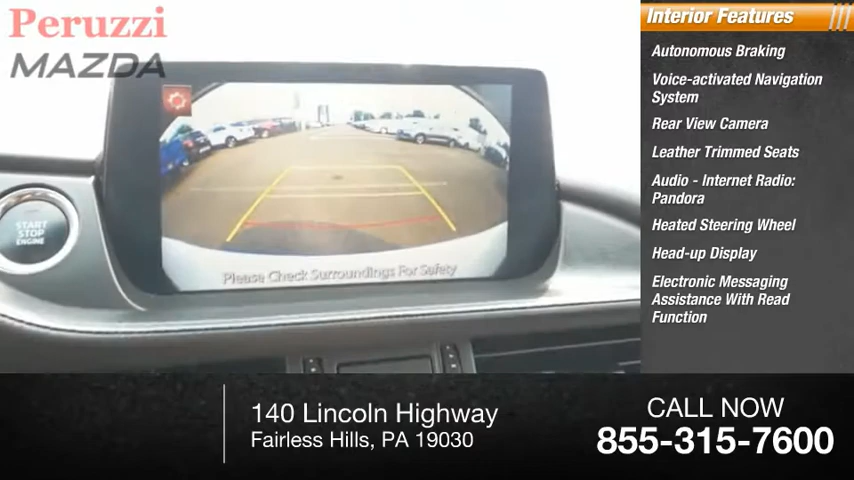 Peruzzi
MAZDA
START
STOP
ENGINE
Please Check Surroundings For Safety
Interior Features
Autonomous Braking
Voice-activated Navigation
System
Rear View Camera
Leather Trimmed Seats
Audio - Internet Radio:
Pandora
Heated Steering Wheel
Head-up Display
Electronic Messaging
Assistance With Read
Function
140 Lincoln Highway
Fairless Hills, PA 19030
CALL NOW
855-315-7600